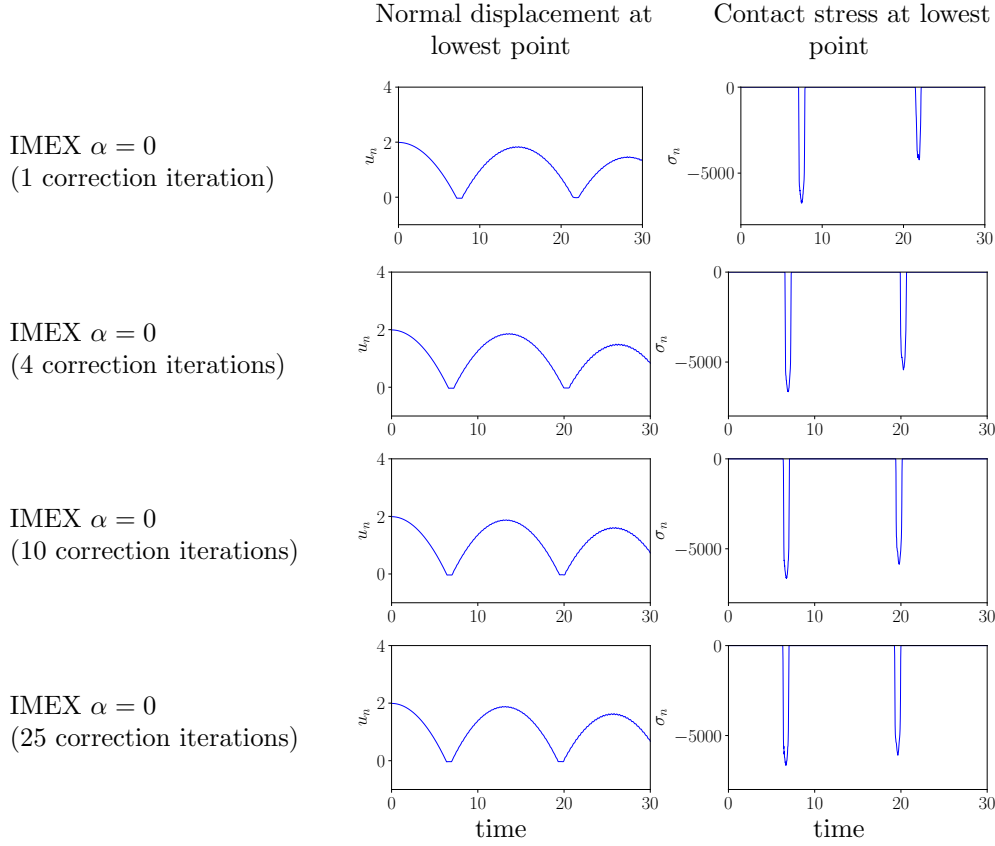 Normal displacement at
lowest point
Contact stress at lowest
point
IMEX α = 0
(1 correction iteration)
4
2
0
u_n
0 10 20 30
0
−5000
σ_n
0 10 20 30
IMEX α = 0
(4 correction iterations)
4
2
0
u_n
0 10 20 30
0
−5000
σ_n
0 10 20 30
IMEX α = 0
(10 correction iterations)
4
2
0
u_n
0 10 20 30
0
−5000
σ_n
0 10 20 30
IMEX α = 0
(25 correction iterations)
4
2
0
u_n
0 10 20 30
time
0
−5000
σ_n
0 10 20 30
time